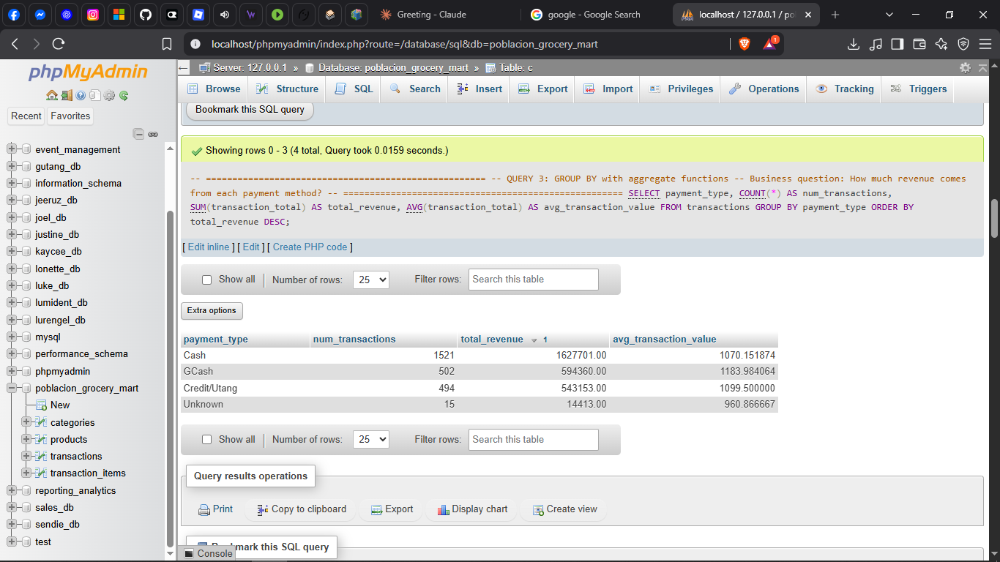 Greeting - Claude
google - Google Search
localhost / 127.0.0.1 / po
localhost/phpmyadmin/index.php?route=/database/sql&db=poblacion_grocery_mart
1
phpMyAdmin
Recent
Favorites
event_management
gutang_db
information_schema
jeeruz_db
joel_db
justine_db
kaycee_db
lonette_db
luke_db
lumident_db
lurengel_db
mysql
performance_schema
phpmyadmin
poblacion_grocery_mart
New
categories
products
transactions
transaction_items
reporting_analytics
sales_db
sendie_db
test
Server: 127.0.0.1 » Database: poblacion_grocery_mart » Table: c
Browse Structure SQL Search Insert Export Import Privileges Operations Tracking Triggers
Bookmark this SQL query
Showing rows 0 - 3 (4 total, Query took 0.0159 seconds.)
-- ===================================================== -- QUERY 3: GROUP BY with aggregate functions -- Business question: How much revenue comes
from each payment method? -- ===================================================== SELECT payment_type, COUNT(*) AS num_transactions,
SUM(transaction_total) AS total_revenue, AVG(transaction_total) AS avg_transaction_value FROM transactions GROUP BY payment_type ORDER BY
total_revenue DESC;
[ Edit inline ] [ Edit ] [ Create PHP code ]
Show all Number of rows: 25 Filter rows: Search this table
Extra options
payment_type num_transactions total_revenue 1 avg_transaction_value
Cash 1521 1627701.00 1070.151874
GCash 502 594360.00 1183.984064
Credit/Utang 494 543153.00 1099.500000
Unknown 15 14413.00 960.866667
Show all Number of rows: 25 Filter rows: Search this table
Query results operations
Print Copy to clipboard Export Display chart Create view
mark this SQL query
Console